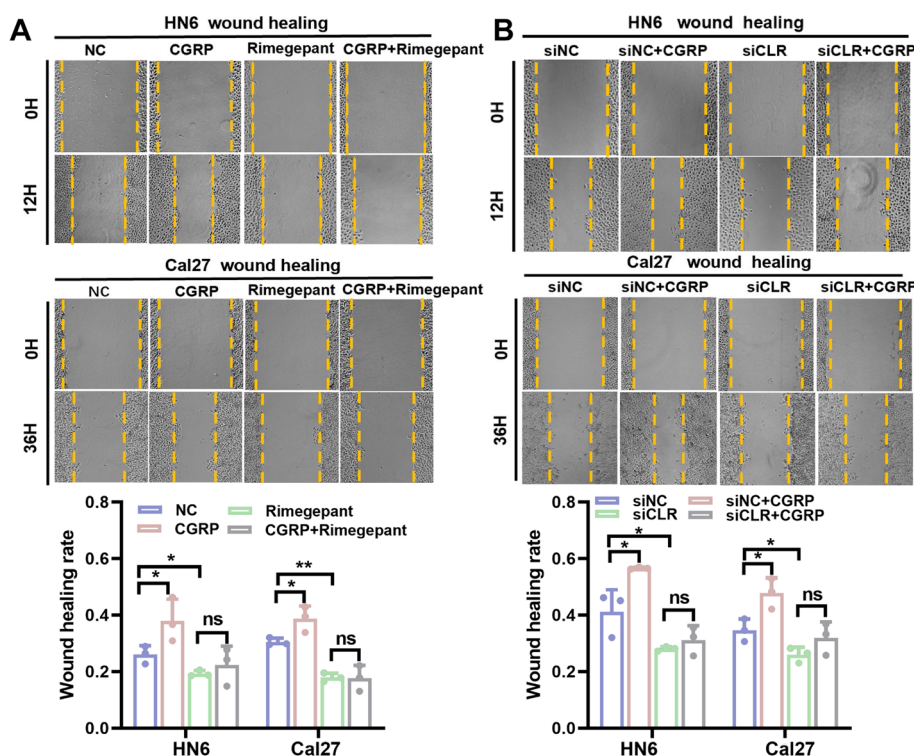 A
HN6 wound healing
NC CGRP Rimegepant CGRP+Rimegepant
0H
12H
Cal27 wound healing
NC CGRP Rimegepant CGRP+Rimegepant
0H
36H
Wound healing rate
0.8
0.6
0.4
0.2
0.0
NC
CGRP
Rimegepant
CGRP+Rimegepant
*
*
ns
**
*
ns
HN6 Cal27
B
HN6 wound healing
siNC siNC+CGRP siCLR siCLR+CGRP
0H
12H
Cal27 wound healing
siNC siNC+CGRP siCLR siCLR+CGRP
0H
36H
Wound healing rate
0.8
0.6
0.4
0.2
0.0
siNC
siCLR
siNC+CGRP
siCLR+CGRP
*
*
ns
*
*
ns
HN6 Cal27